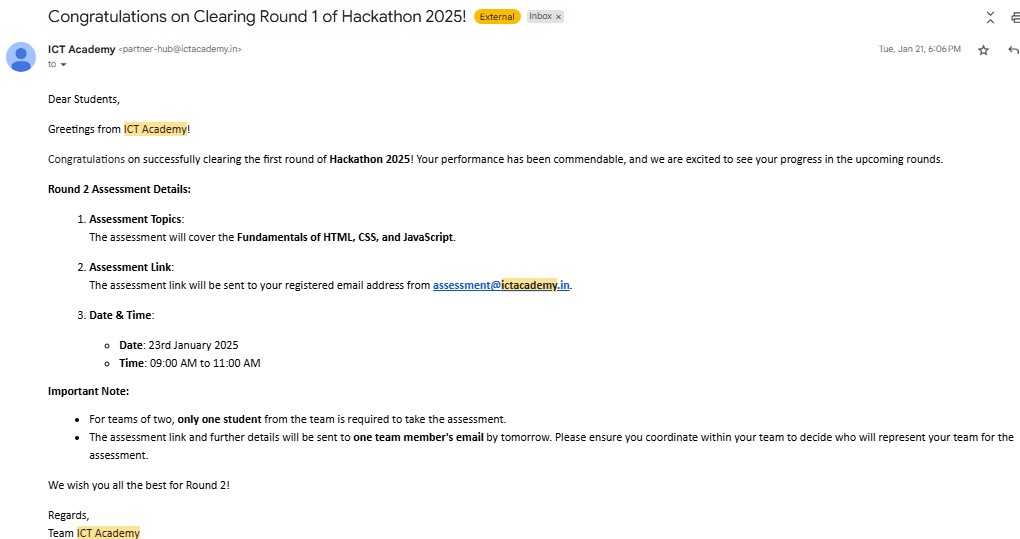 Congratulations on Clearing Round 1 of Hackathon 2025! External Inbox x
ICT Academy <partner-hub@ictacademy.in> Tue, Jan 21, 6:06 PM
to
Dear Students,
Greetings from ICT Academy!
Congratulations on successfully clearing the first round of Hackathon 2025! Your performance has been commendable, and we are excited to see your progress in the upcoming rounds.
Round 2 Assessment Details:
1. Assessment Topics:
The assessment will cover the Fundamentals of HTML, CSS, and JavaScript.
2. Assessment Link:
The assessment link will be sent to your registered email address from assessment@ictacademy.in.
3. Date & Time:
○ Date: 23rd January 2025
○ Time: 09:00 AM to 11:00 AM
Important Note:
• For teams of two, only one student from the team is required to take the assessment.
• The assessment link and further details will be sent to one team member's email by tomorrow. Please ensure you coordinate within your team to decide who will represent your team for the
assessment.
We wish you all the best for Round 2!
Regards,
Team ICT Academy